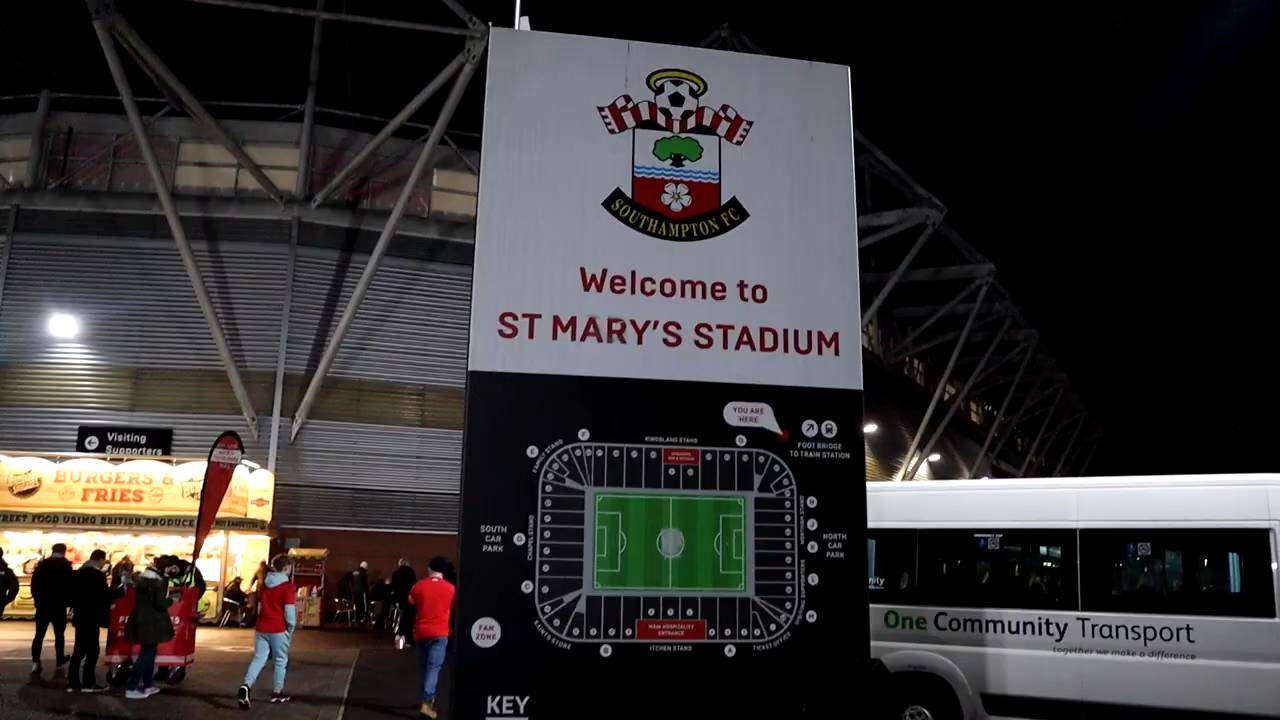 SOUTHAMPTON FC
Welcome to
ST MARY'S STADIUM
YOU ARE
HERE
FOOT BRIDGE
TO TRAIN STATION
KINGSLAND STAND
FAMILY STAND
CHAPEL STAND
SOUTH
CAR
PARK
NORTH
CAR
PARK
FAN
ZONE
SAINTS STORE
MAIN HOSPITALITY
ENTRANCE
ITCHEN STAND
TICKET OFFICE
KEY
Visiting
Supporters
BURGERS &
FRIES
STREET FOOD USING BRITISH PRODUCE
One Community Transport
together we make a difference